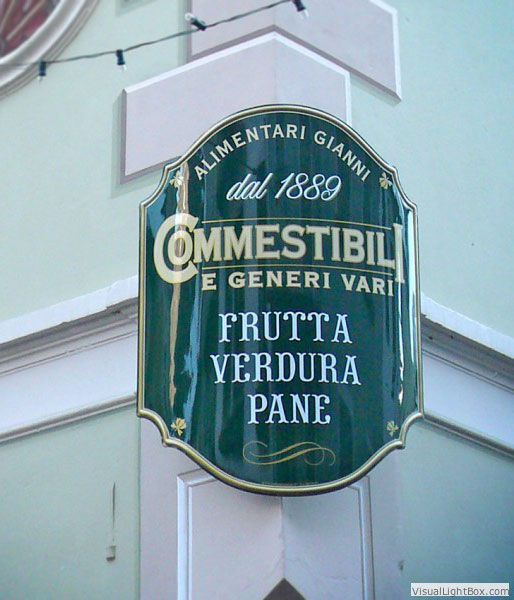 ALIMENTARI GIANNI
dal 1889
COMMESTIBILI
E GENERI VARI
FRUTTA
VERDURA
PANE
VisualLightBox.com